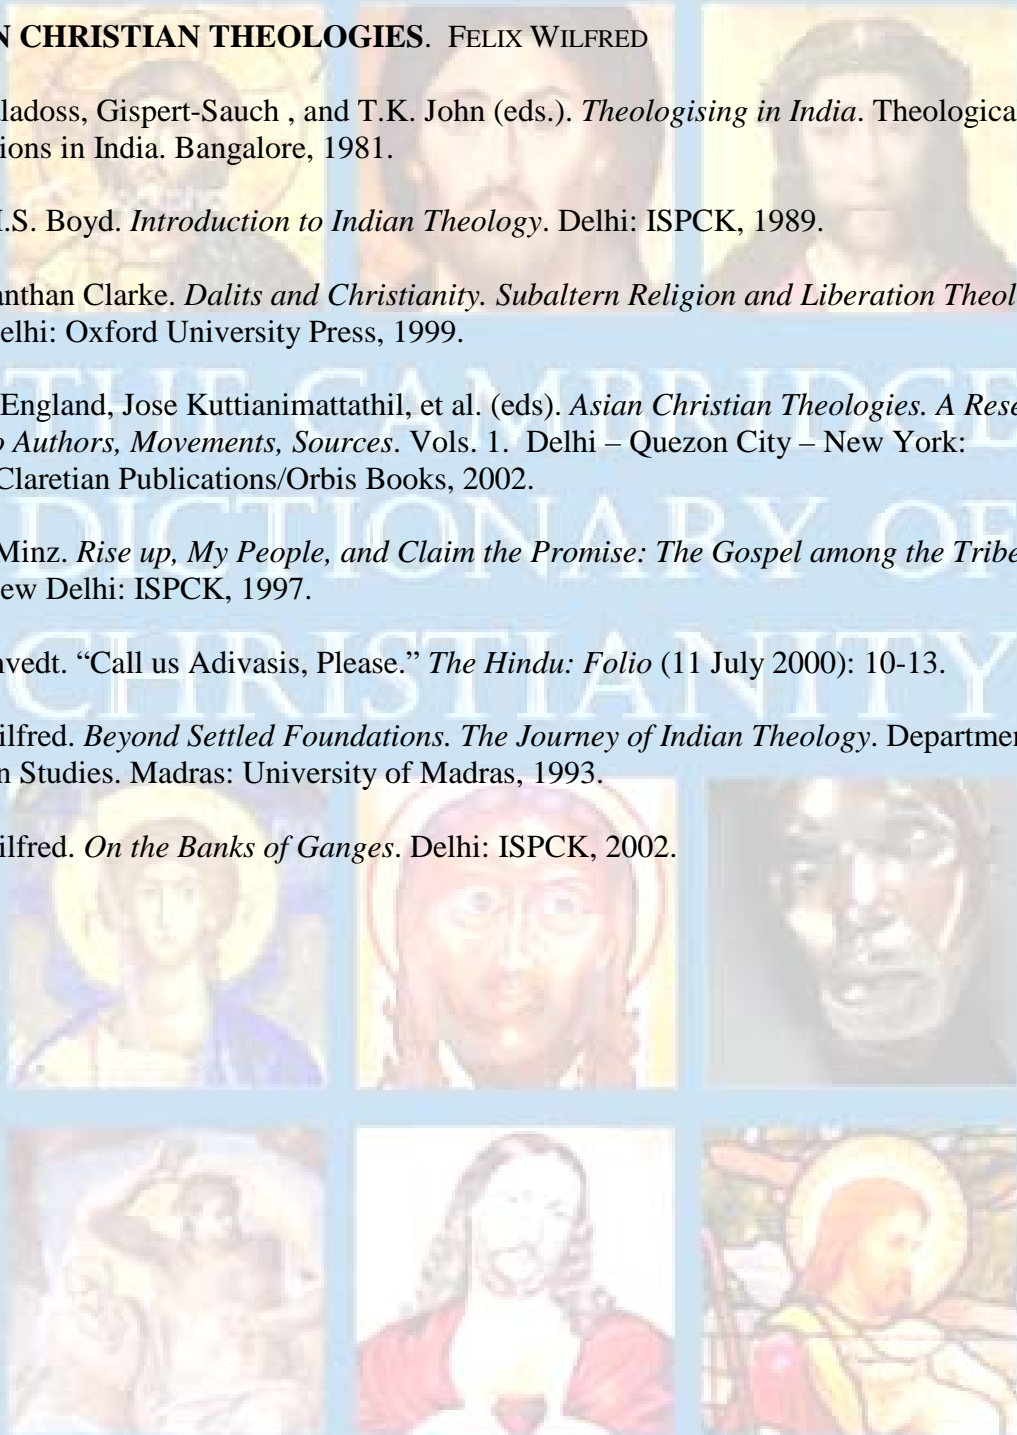 N CHRISTIAN THEOLOGIES. FELIX WILFRED
ladoss, Gispert-Sauch , and T.K. John (eds.). Theologising in India. Theologica
ions in India. Bangalore, 1981.
.S. Boyd. Introduction to Indian Theology. Delhi: ISPCK, 1989.
anthan Clarke. Dalits and Christianity. Subaltern Religion and Liberation Theol
elhi: Oxford University Press, 1999.
THE CAMBRIDGE
England, Jose Kuttianimattathil, et al. (eds). Asian Christian Theologies. A Rese
o Authors, Movements, Sources. Vols. 1. Delhi – Quezon City – New York:
Claretian Publications/Orbis Books, 2002.
DICTIONARY OF
Minz. Rise up, My People, and Claim the Promise: The Gospel among the Tribe
ew Delhi: ISPCK, 1997.
CHRISTIANITY
nvedt. “Call us Adivasis, Please.” The Hindu: Folio (11 July 2000): 10-13.
ilfred. Beyond Settled Foundations. The Journey of Indian Theology. Departmen
n Studies. Madras: University of Madras, 1993.
ilfred. On the Banks of Ganges. Delhi: ISPCK, 2002.